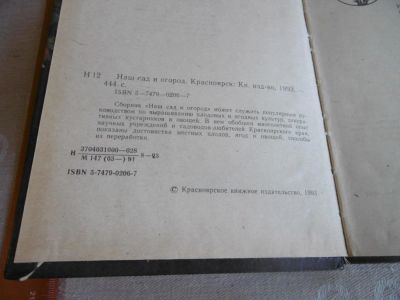 Н 12 Наш сад и огород. Красноярск: Кн. изд-во, 1993.
444 с.
ISBN 5-7479-0206-7
Сборник «Наш сад и огород» может служить популярным ру-
ководством по выращиванию плодовых и ягодных культур, декора-
тивных кустарников и овощей. В нем обобщен многолетний опыт
научных учреждений и садоводов-любителей Красноярского края,
показаны достоинства местных плодов, ягод и овощей, способы
их переработки.
Н 3704031000—028
М 147 (03—) 91 8—93
ISBN 5-7479-0206-7
© Красноярское книжное издательство, 1993